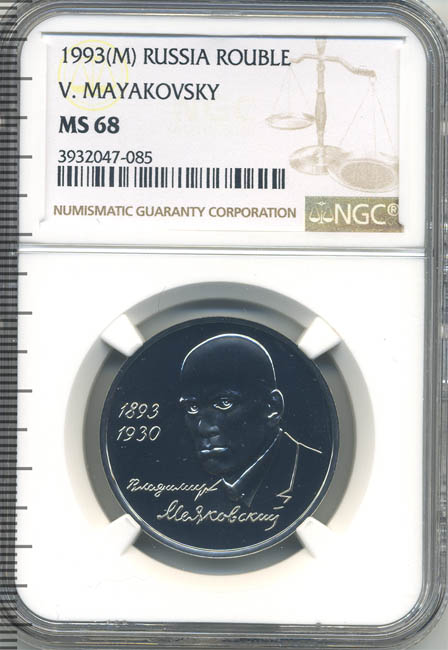 1993(M) RUSSIA ROUBLE
V. MAYAKOVSKY
MS 68
3932047-085
NUMISMATIC GUARANTY CORPORATION
NGC®
1893
1930
Владимир
Маяковский